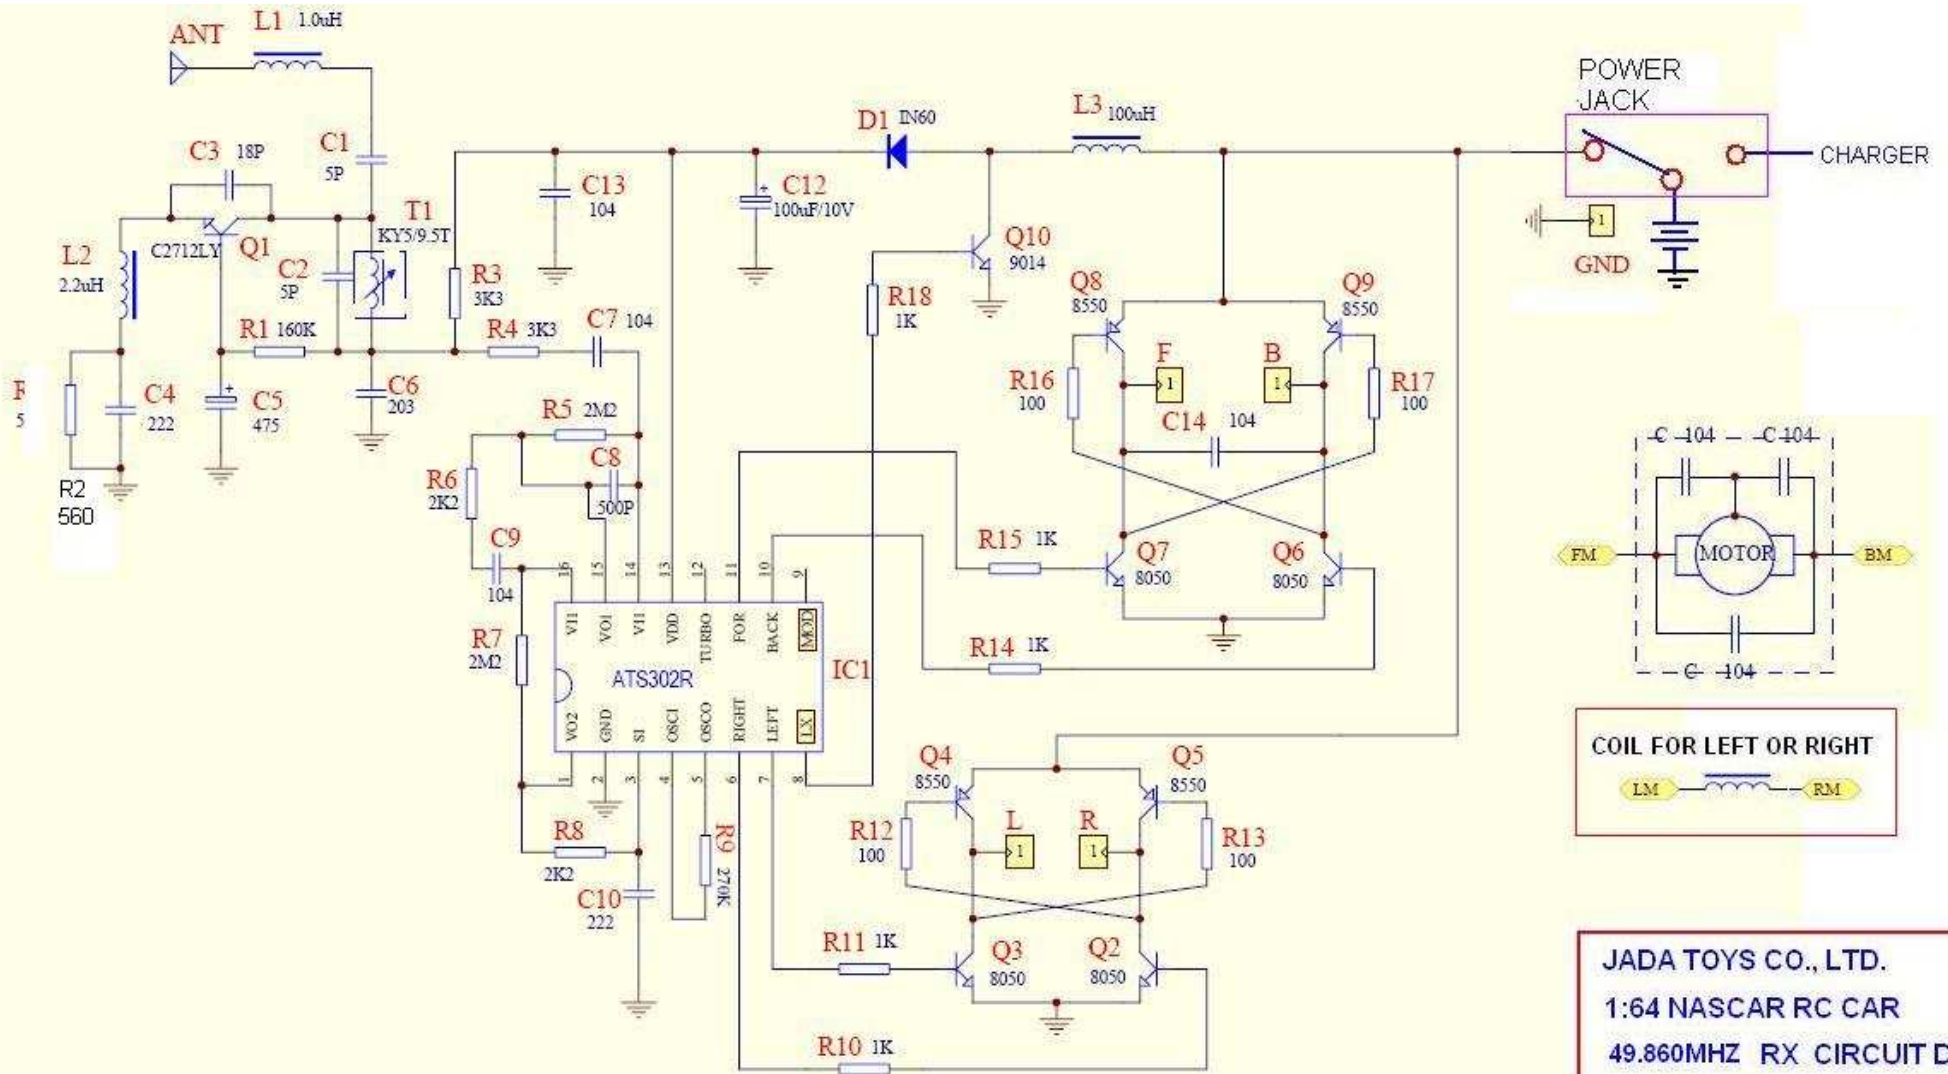 ANT
L1 1.0uH
C3 18P
C1
5P
T1
KY5/9.5T
C2712LY Q1
L2
2.2uH
C2
5P
R1 160K
C4
222
C5
475
C6
203
R
5
R2
560
R3
3K3
R4 3K3
C7 104
C13
104
C12
100uF/10V
D1 IN60
L3 100uH
Q10
9014
R18
1K
R5 2M2
C8
500P
R6
2K2
C9
104
R7
2M2
R8
2K2
C10
222
R9 270K
16 15 14 13 12 11 10 9
VI1 VO1 VI1 VDD TURBO FOR BACK MOD
ATS302R
IC1
VO2 GND SI OSCI OSCO RIGHT LEFT LX
1 2 3 4 5 6 7 8
Q8
8550
Q9
8550
F
1
B
1
R16
100
R17
100
C14 104
R15 1K
Q7
8050
Q6
8050
R14 1K
Q4
8550
Q5
8550
L
1
R
1
R12
100
R13
100
R11 1K
Q3
8050
Q2
8050
R10 1K
POWER
JACK
CHARGER
1
GND
C 104 C 104
FM MOTOR BM
C 104
COIL FOR LEFT OR RIGHT
LM RM
JADA TOYS CO., LTD.
1:64 NASCAR RC CAR
49.860MHZ RX CIRCUIT D